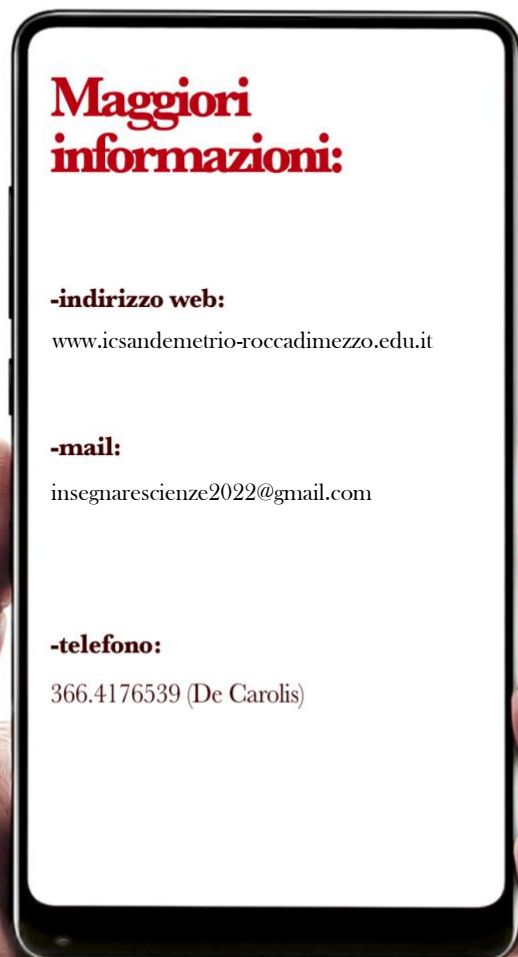 Maggiori
informazioni:
-indirizzo web:
www.icsandemetrio-roccadimezzo.edu.it
-mail:
insegnarescienze2022@gmail.com
-telefono:
366.4176539 (De Carolis)